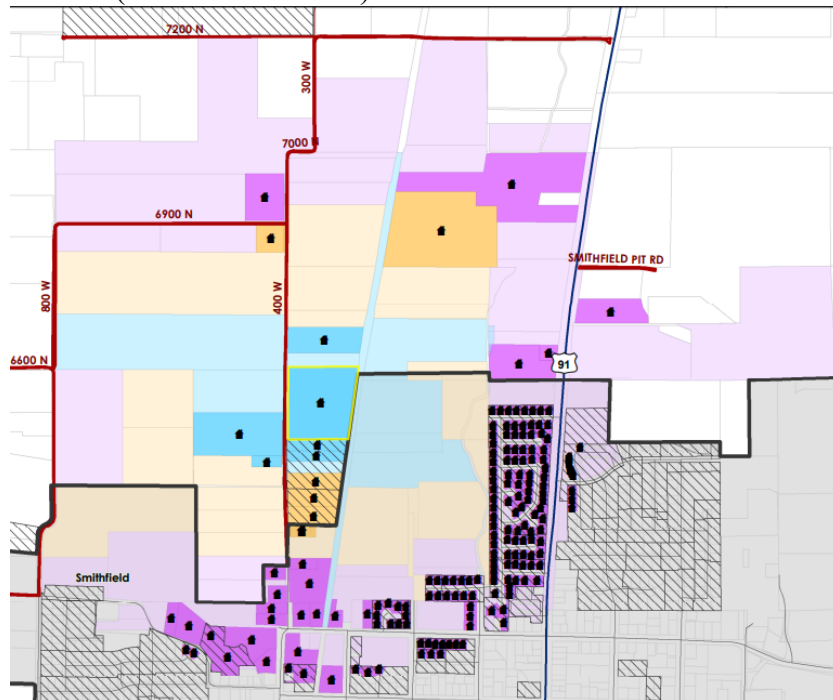 7200 N
300 W
7000 N
6900 N
SMITHFIELD PIT RD
800 W
400 W
6600 N
91
Smithfield